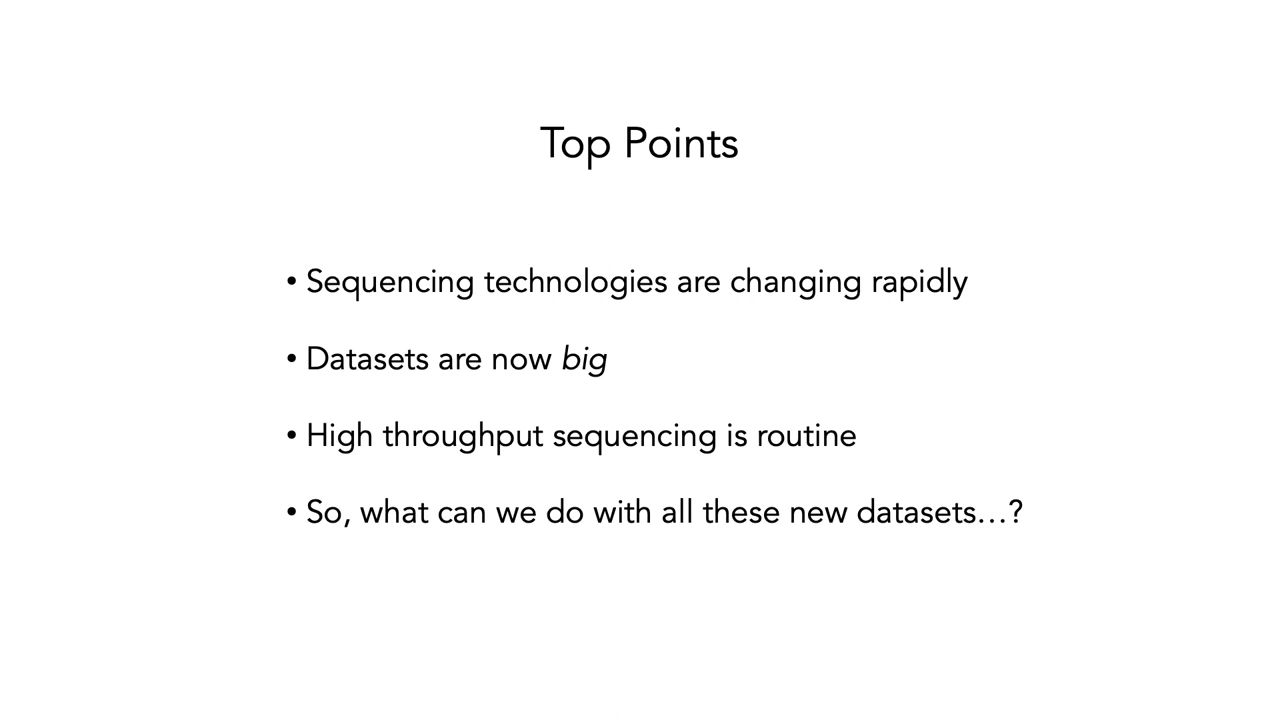 Top Points
• Sequencing technologies are changing rapidly
• Datasets are now big
• High throughput sequencing is routine
• So, what can we do with all these new datasets…?